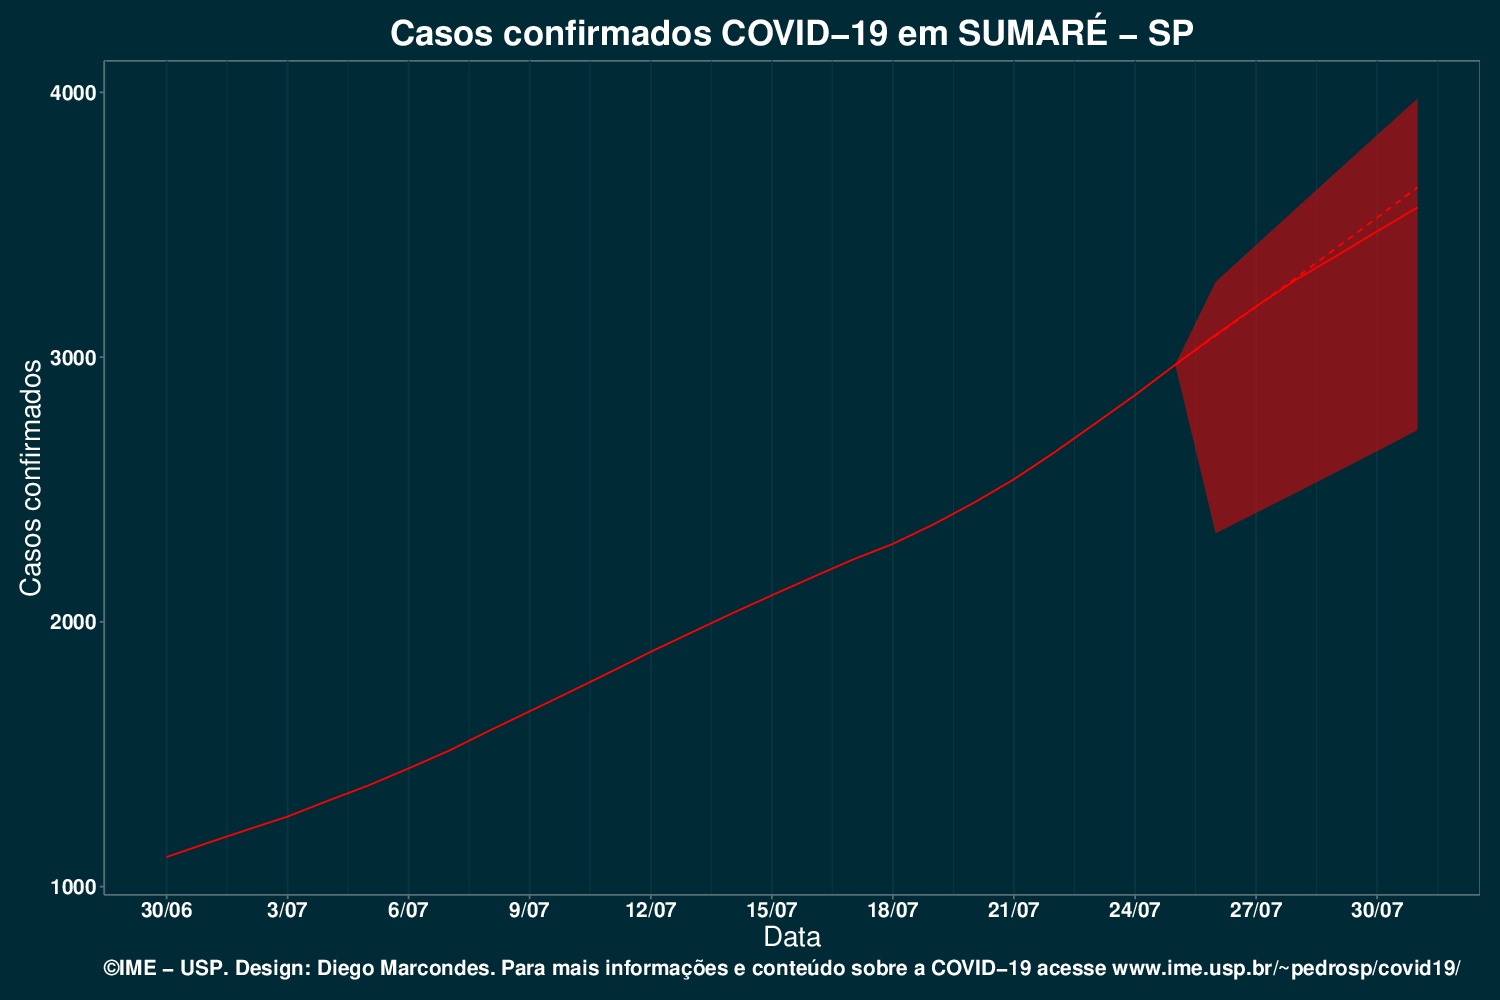 Casos confirmados COVID−19 em SUMARÉ − SP
4000
3000
2000
1000
Casos confirmados
30/06 3/07 6/07 9/07 12/07 15/07 18/07 21/07 24/07 27/07 30/07
Data
©IME − USP. Design: Diego Marcondes. Para mais informações e conteúdo sobre a COVID−19 acesse www.ime.usp.br/~pedrosp/covid19/